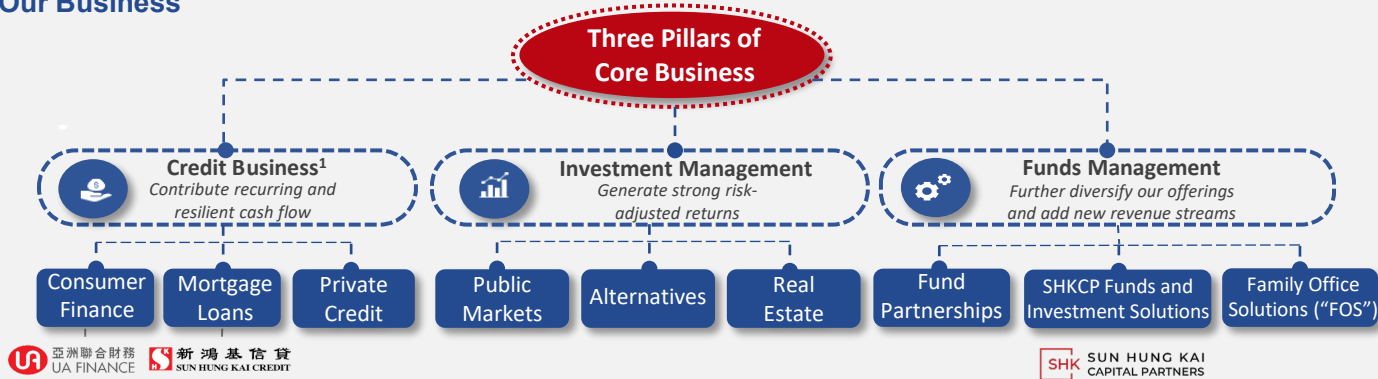 Our Business
Three Pillars of
Core Business
Credit Business1
Contribute recurring and
resilient cash flow
Investment Management
Generate strong risk-
adjusted returns
Funds Management
Further diversify our offerings
and add new revenue streams
Consumer
Finance
Mortgage
Loans
Private
Credit
Public
Markets
Alternatives
Real
Estate
Fund
Partnerships
SHKCP Funds and
Investment Solutions
Family Office
Solutions (“FOS”)
UA
亞洲聯合財務
UA FINANCE
新鴻基信貸
SUN HUNG KAI CREDIT
SHK
SUN HUNG KAI
CAPITAL PARTNERS